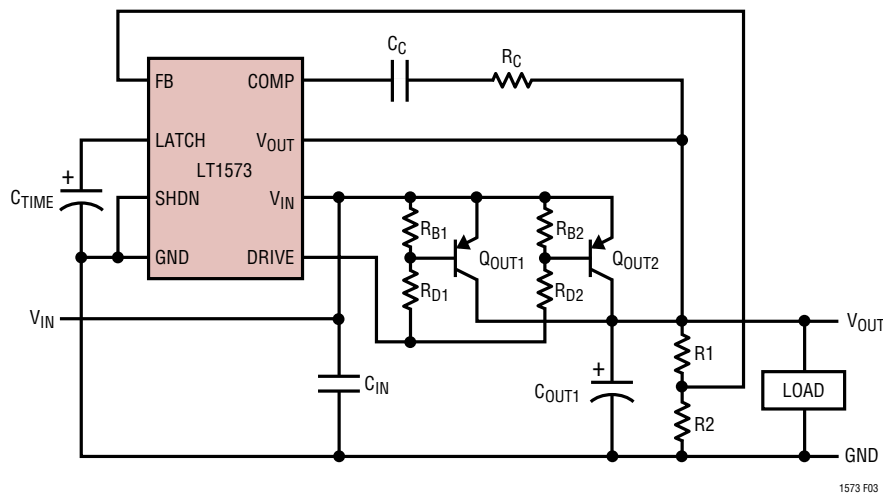 C_C
R_C
FB
COMP
LATCH
V_OUT
LT1573
+
C_TIME
SHDN
V_IN
GND
DRIVE
R_B1
R_D1
Q_OUT1
R_B2
R_D2
Q_OUT2
V_IN
C_IN
+
C_OUT1
R1
R2
LOAD
V_OUT
GND
1573 F03